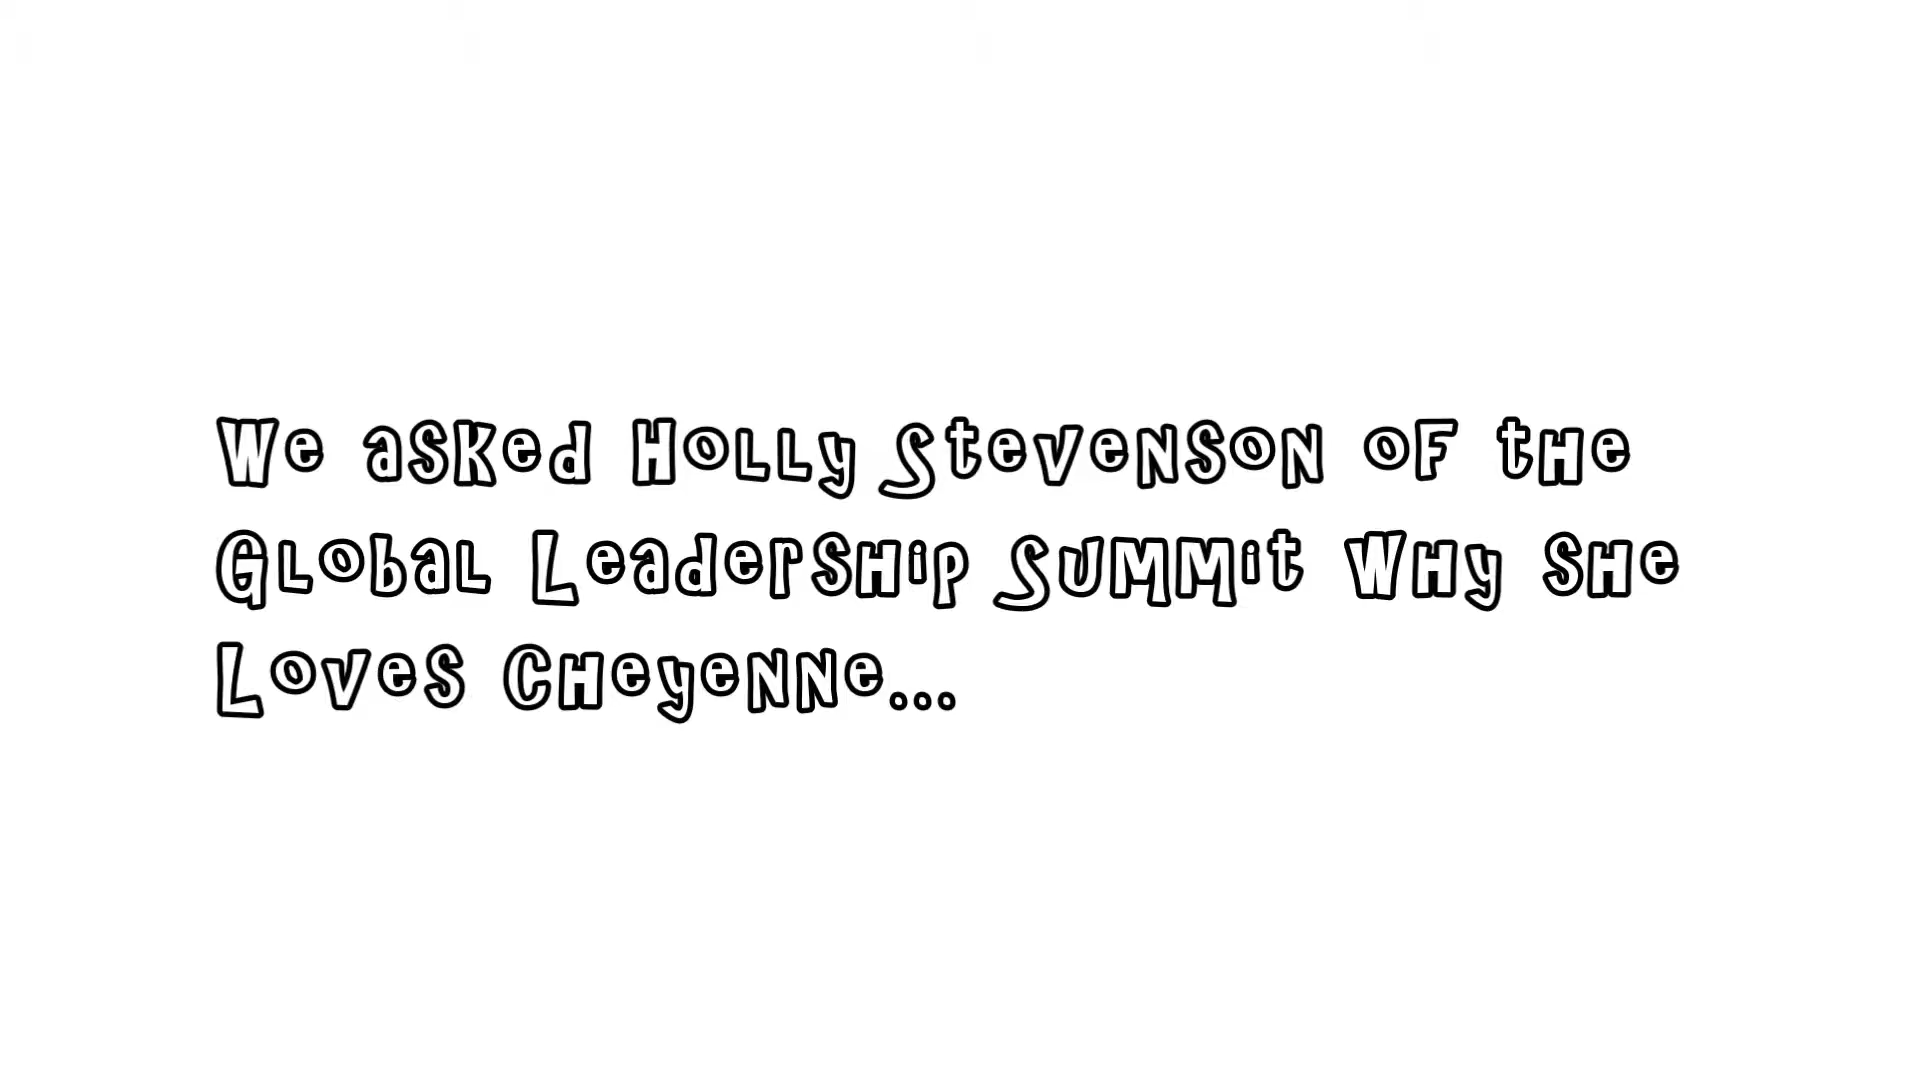 We asked Holly Stevenson of the
Global Leadership Summit why she
Loves Cheyenne...